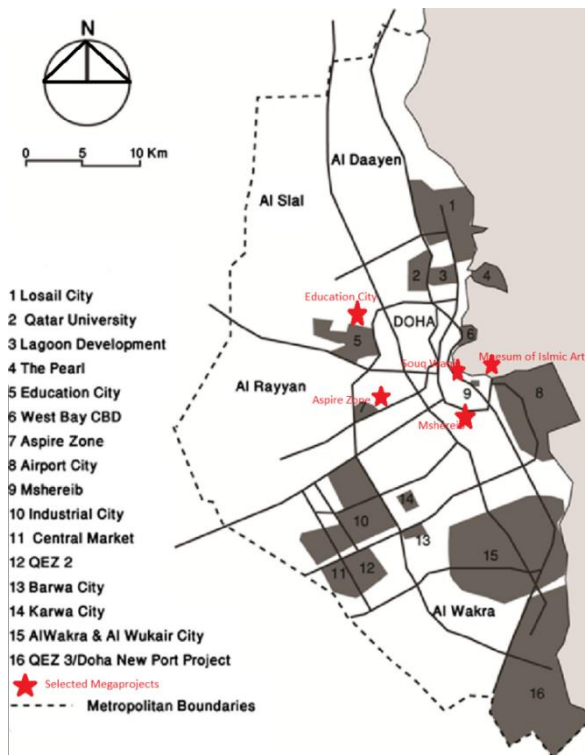 N
0 5 10 Km
Al Daayen
Al Slal
1
2
3
4
Education City
DOHA
6
5
Souq Waqif
Meesum of Islmic Art
Al Rayyan
Aspire Zone
7
9
8
Mshereib
14
10
13
15
11
12
Al Wakra
16
1 Losail City
2 Qatar University
3 Lagoon Development
4 The Pearl
5 Education City
6 West Bay CBD
7 Aspire Zone
8 Airport City
9 Mshereib
10 Industrial City
11 Central Market
12 QEZ 2
13 Barwa City
14 Karwa City
15 AlWakra & Al Wukair City
16 QEZ 3/Doha New Port Project
Selected Megaprojects
Metropolitan Boundaries